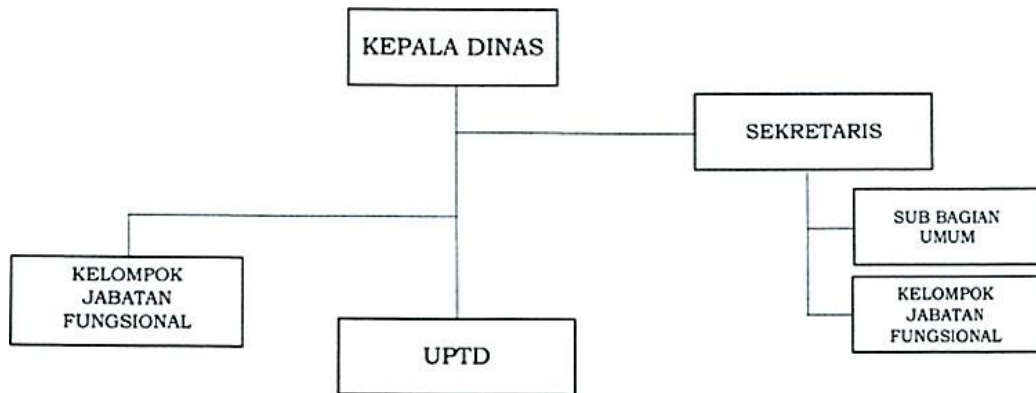 KEPALA DINAS
SEKRETARIS
SUB BAGIAN
UMUM
KELOMPOK
JABATAN
FUNGSIONAL
KELOMPOK
JABATAN
FUNGSIONAL
UPTD